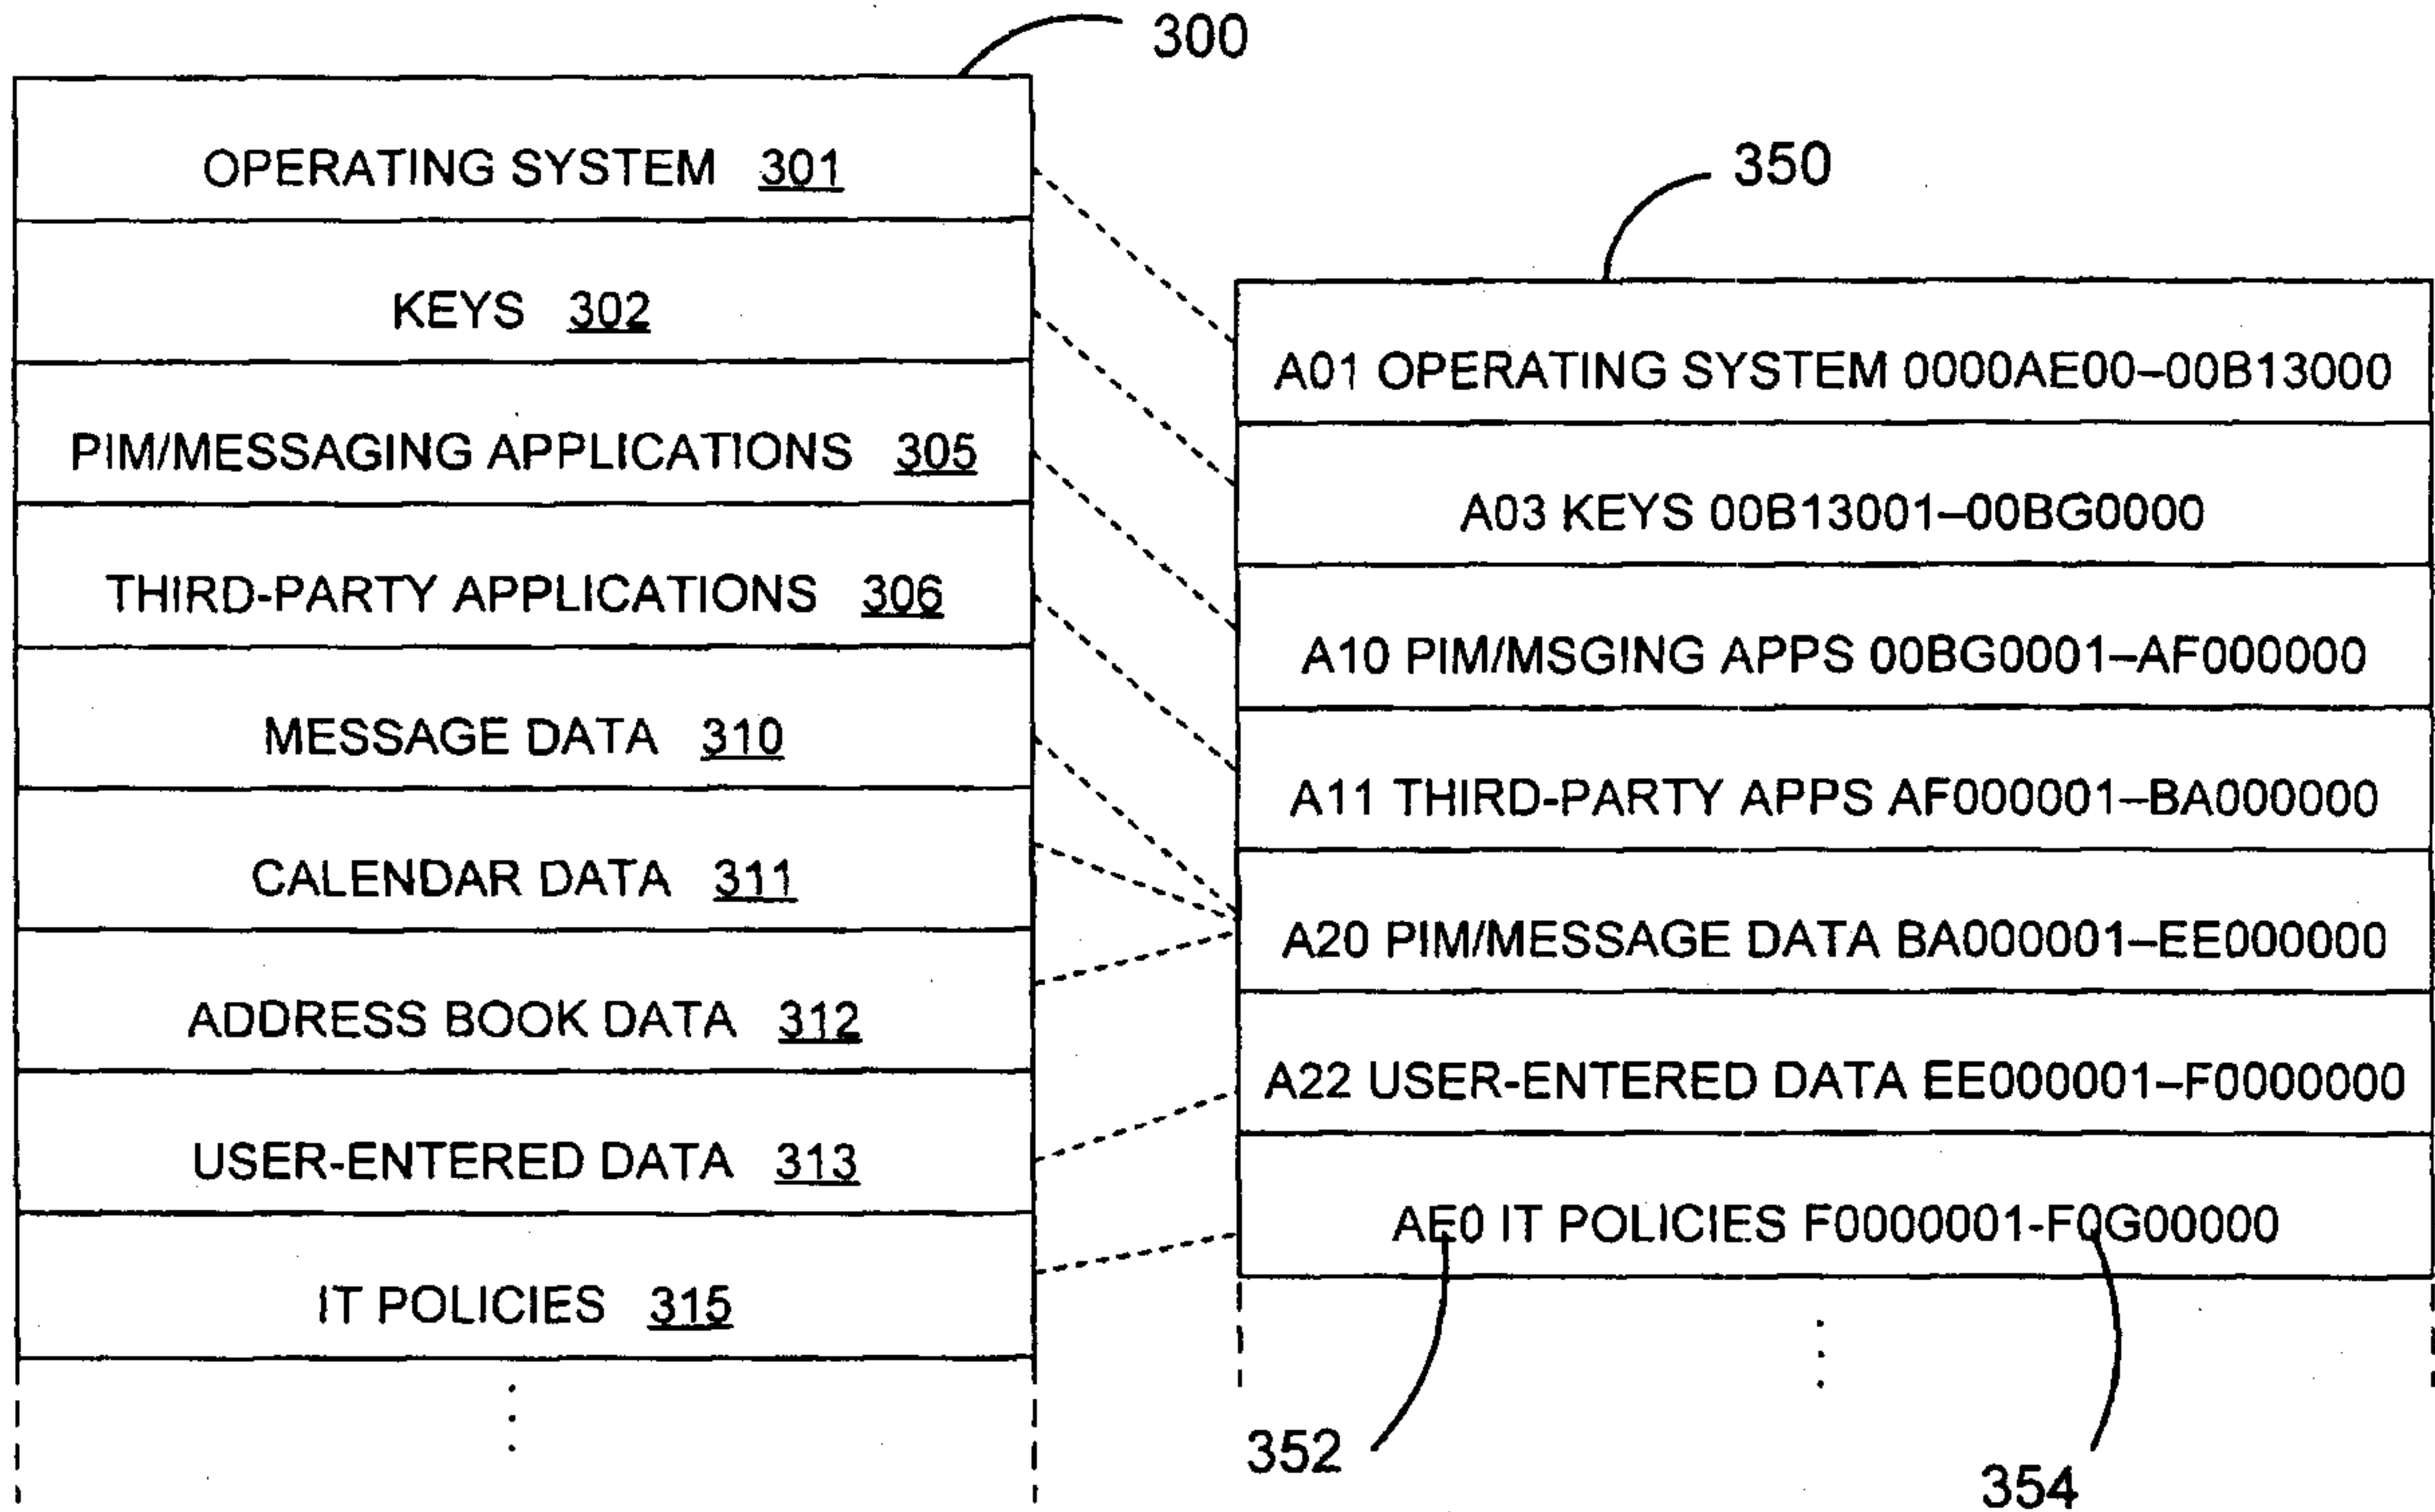 300
OPERATING SYSTEM 301
KEYS 302
PIM/MESSAGING APPLICATIONS 305
THIRD-PARTY APPLICATIONS 306
MESSAGE DATA 310
CALENDAR DATA 311
ADDRESS BOOK DATA 312
USER-ENTERED DATA 313
IT POLICIES 315
350
A01 OPERATING SYSTEM 0000AE00–00B13000
A03 KEYS 00B13001–00BG0000
A10 PIM/MSGING APPS 00BG0001–AF000000
A11 THIRD-PARTY APPS AF000001–BA000000
A20 PIM/MESSAGE DATA BA000001–EE000000
A22 USER-ENTERED DATA EE000001–F0000000
AE0 IT POLICIES F0000001-F0G00000
352
354